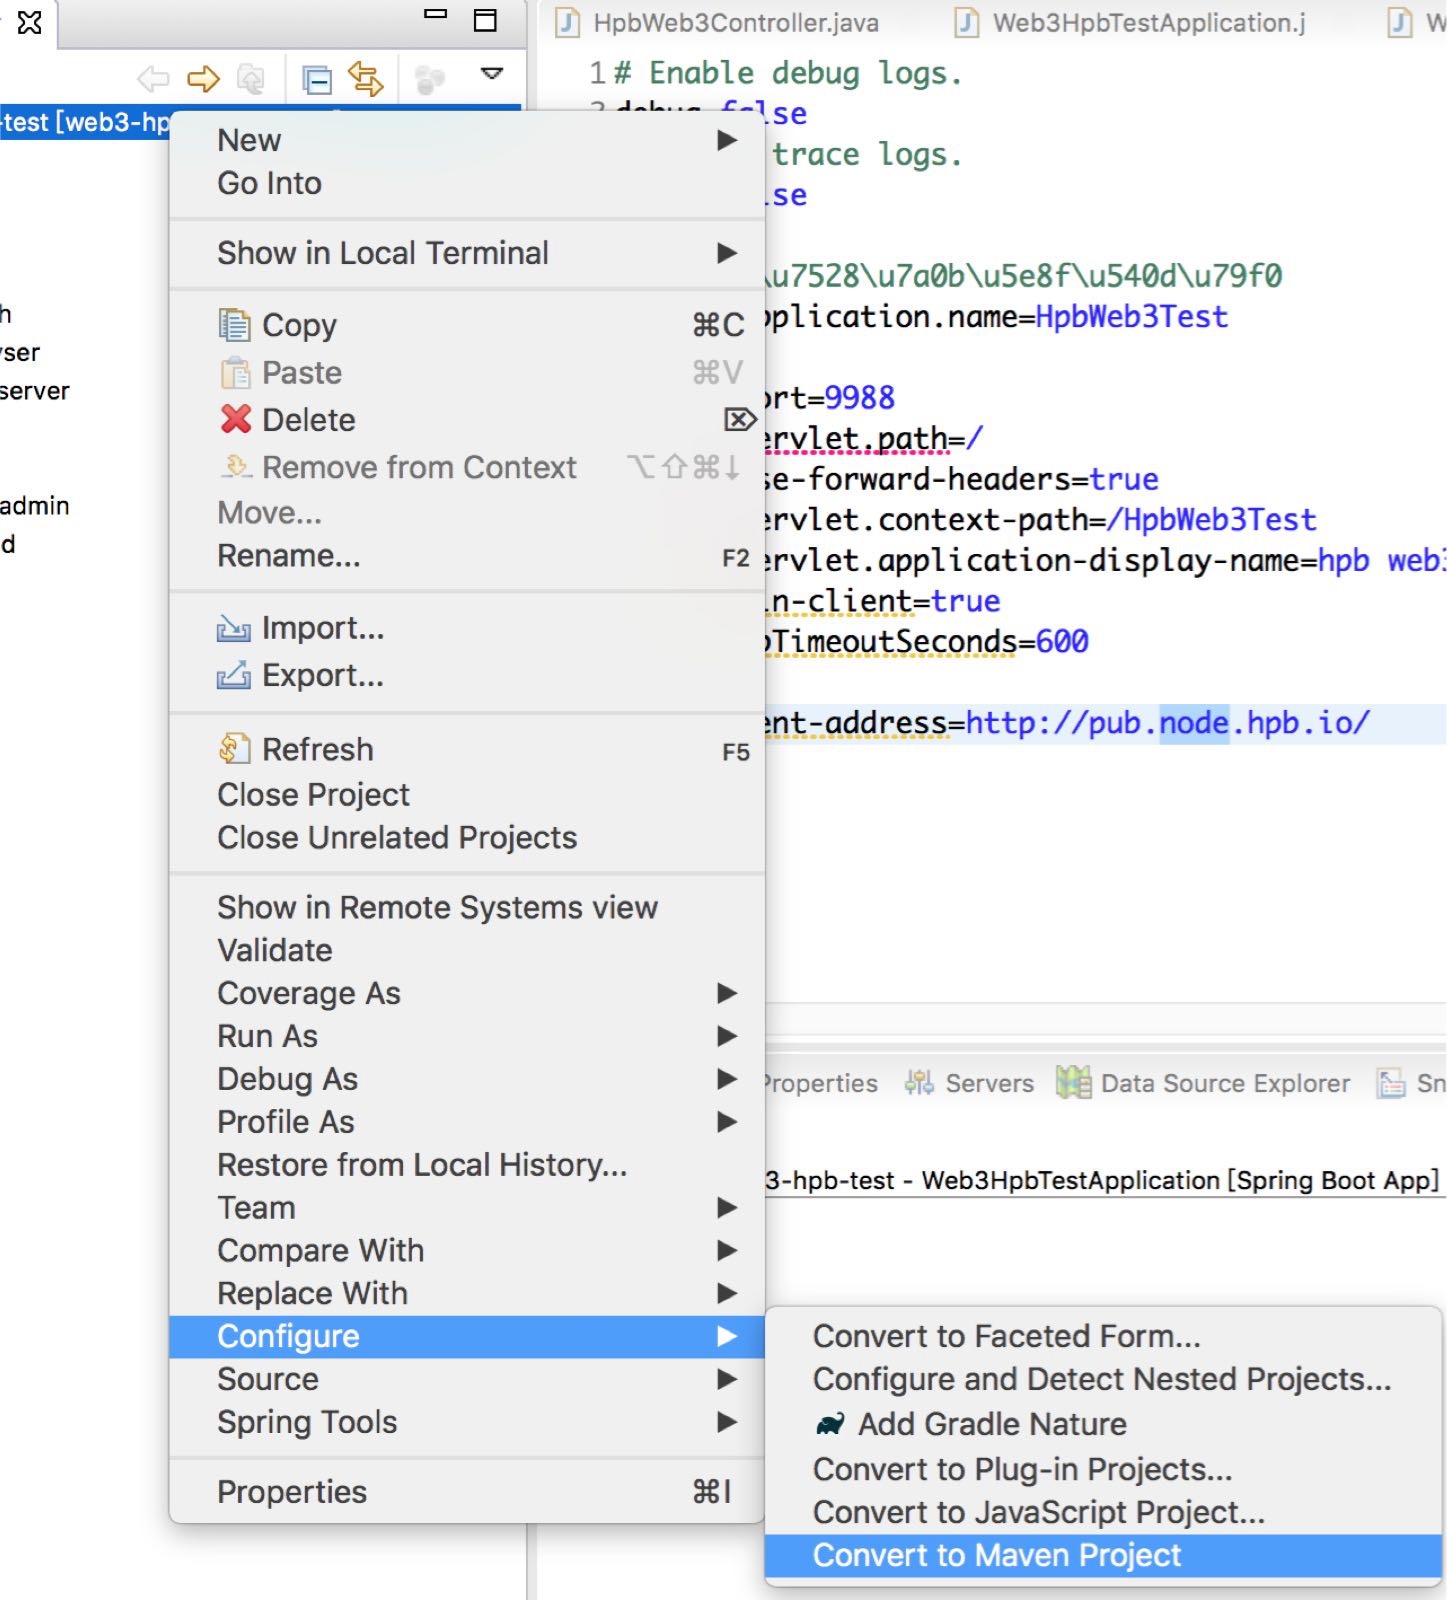 HpbWeb3Controller.java
Web3HpbTestApplication.j
W
1 # Enable debug logs.
-test [web3-hp
New
trace logs.
Go Into
Show in Local Terminal
\u7528\u7a0b\u5e8f\u540d\u79f0
plication.name=HpbWeb3Test
h
Copy ⌘C
ser
Paste ⌘V
server
ort=9988
Delete ⌦
ervlet.path=/
Remove from Context ⌥⇧⌘↓
se-forward-headers=true
admin
Move...
ervlet.context-path=/HpbWeb3Test
d
Rename... F2
ervlet.application-display-name=hpb web3
in-client=true
Import...
TimeoutSeconds=600
Export...
ent-address=http://pub.node.hpb.io/
Refresh F5
Close Project
Close Unrelated Projects
Show in Remote Systems view
Validate
Coverage As
Run As
Debug As
Properties Servers Data Source Explorer Sn
Profile As
Restore from Local History...
3-hpb-test - Web3HpbTestApplication [Spring Boot App]
Team
Compare With
Replace With
Configure
Source
Spring Tools
Properties ⌘I
Convert to Faceted Form...
Configure and Detect Nested Projects...
Add Gradle Nature
Convert to Plug-in Projects...
Convert to JavaScript Project...
Convert to Maven Project